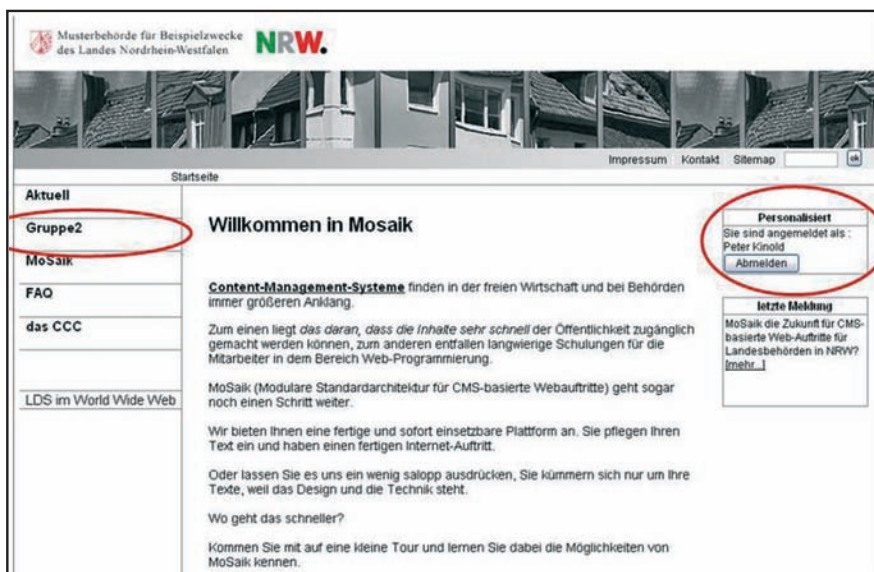 Musterbehörde für Beispielzwecke
des Landes Nordrhein-Westfalen
NRW.
Impressum Kontakt Sitemap ok
Startseite
Aktuell
Gruppe2
MoSaik
FAQ
das CCC
LDS im World Wide Web
Willkommen in Mosaik
Content-Management-Systeme finden in der freien Wirtschaft und bei Behörden
immer größeren Anklang.
Zum einen liegt das daran, dass die Inhalte sehr schnell der Öffentlichkeit zugänglich
gemacht werden können, zum anderen entfallen langwierige Schulungen für die
Mitarbeiter in dem Bereich Web-Programmierung.
MoSaik (Modulare Standardarchitektur für CMS-basierte Webauftritte) geht sogar
noch einen Schritt weiter.
Wir bieten Ihnen eine fertige und sofort einsetzbare Plattform an. Sie pflegen Ihren
Text ein und haben einen fertigen Internet-Auftritt.
Oder lassen Sie es uns ein wenig salopp ausdrücken, Sie kümmern sich nur um Ihre
Texte, weil das Design und die Technik steht.
Wo geht das schneller?
Kommen Sie mit auf eine kleine Tour und lernen Sie dabei die Möglichkeiten von
MoSaik kennen.
Personalisiert
Sie sind angemeldet als :
Peter Kinold
Abmelden
letzte Meldung
MoSaik die Zukunft für CMS-
basierte Web-Auftritte für
Landesbehörden in NRW?
[mehr...]